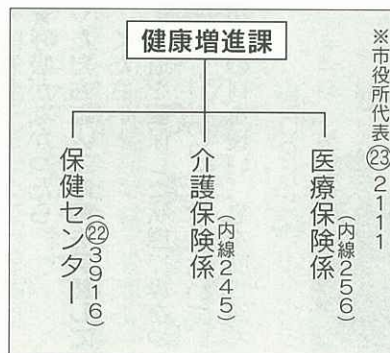 健康増進課
※市役所代表㉓2111
医療保険係
(内線256)
介護保険係
(内線245)
保健センター
(㉒3916)